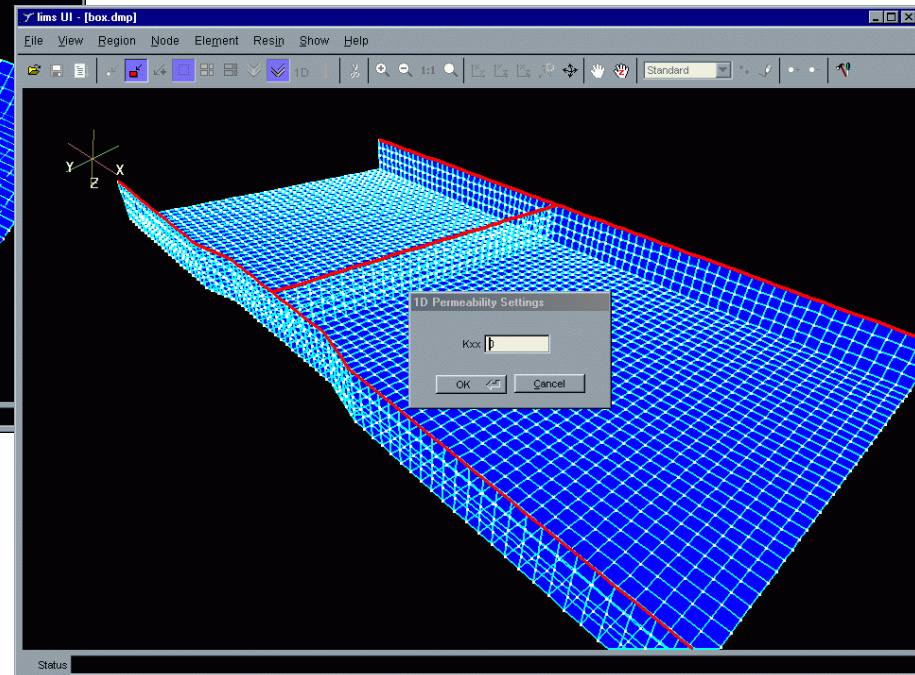 lims UI - [box.dmp]
File View Region Node Element Resin Show Help
1D 1:1 Standard
Y X
Z
1D Permeability Settings
Kxx 0
OK Cancel
Status